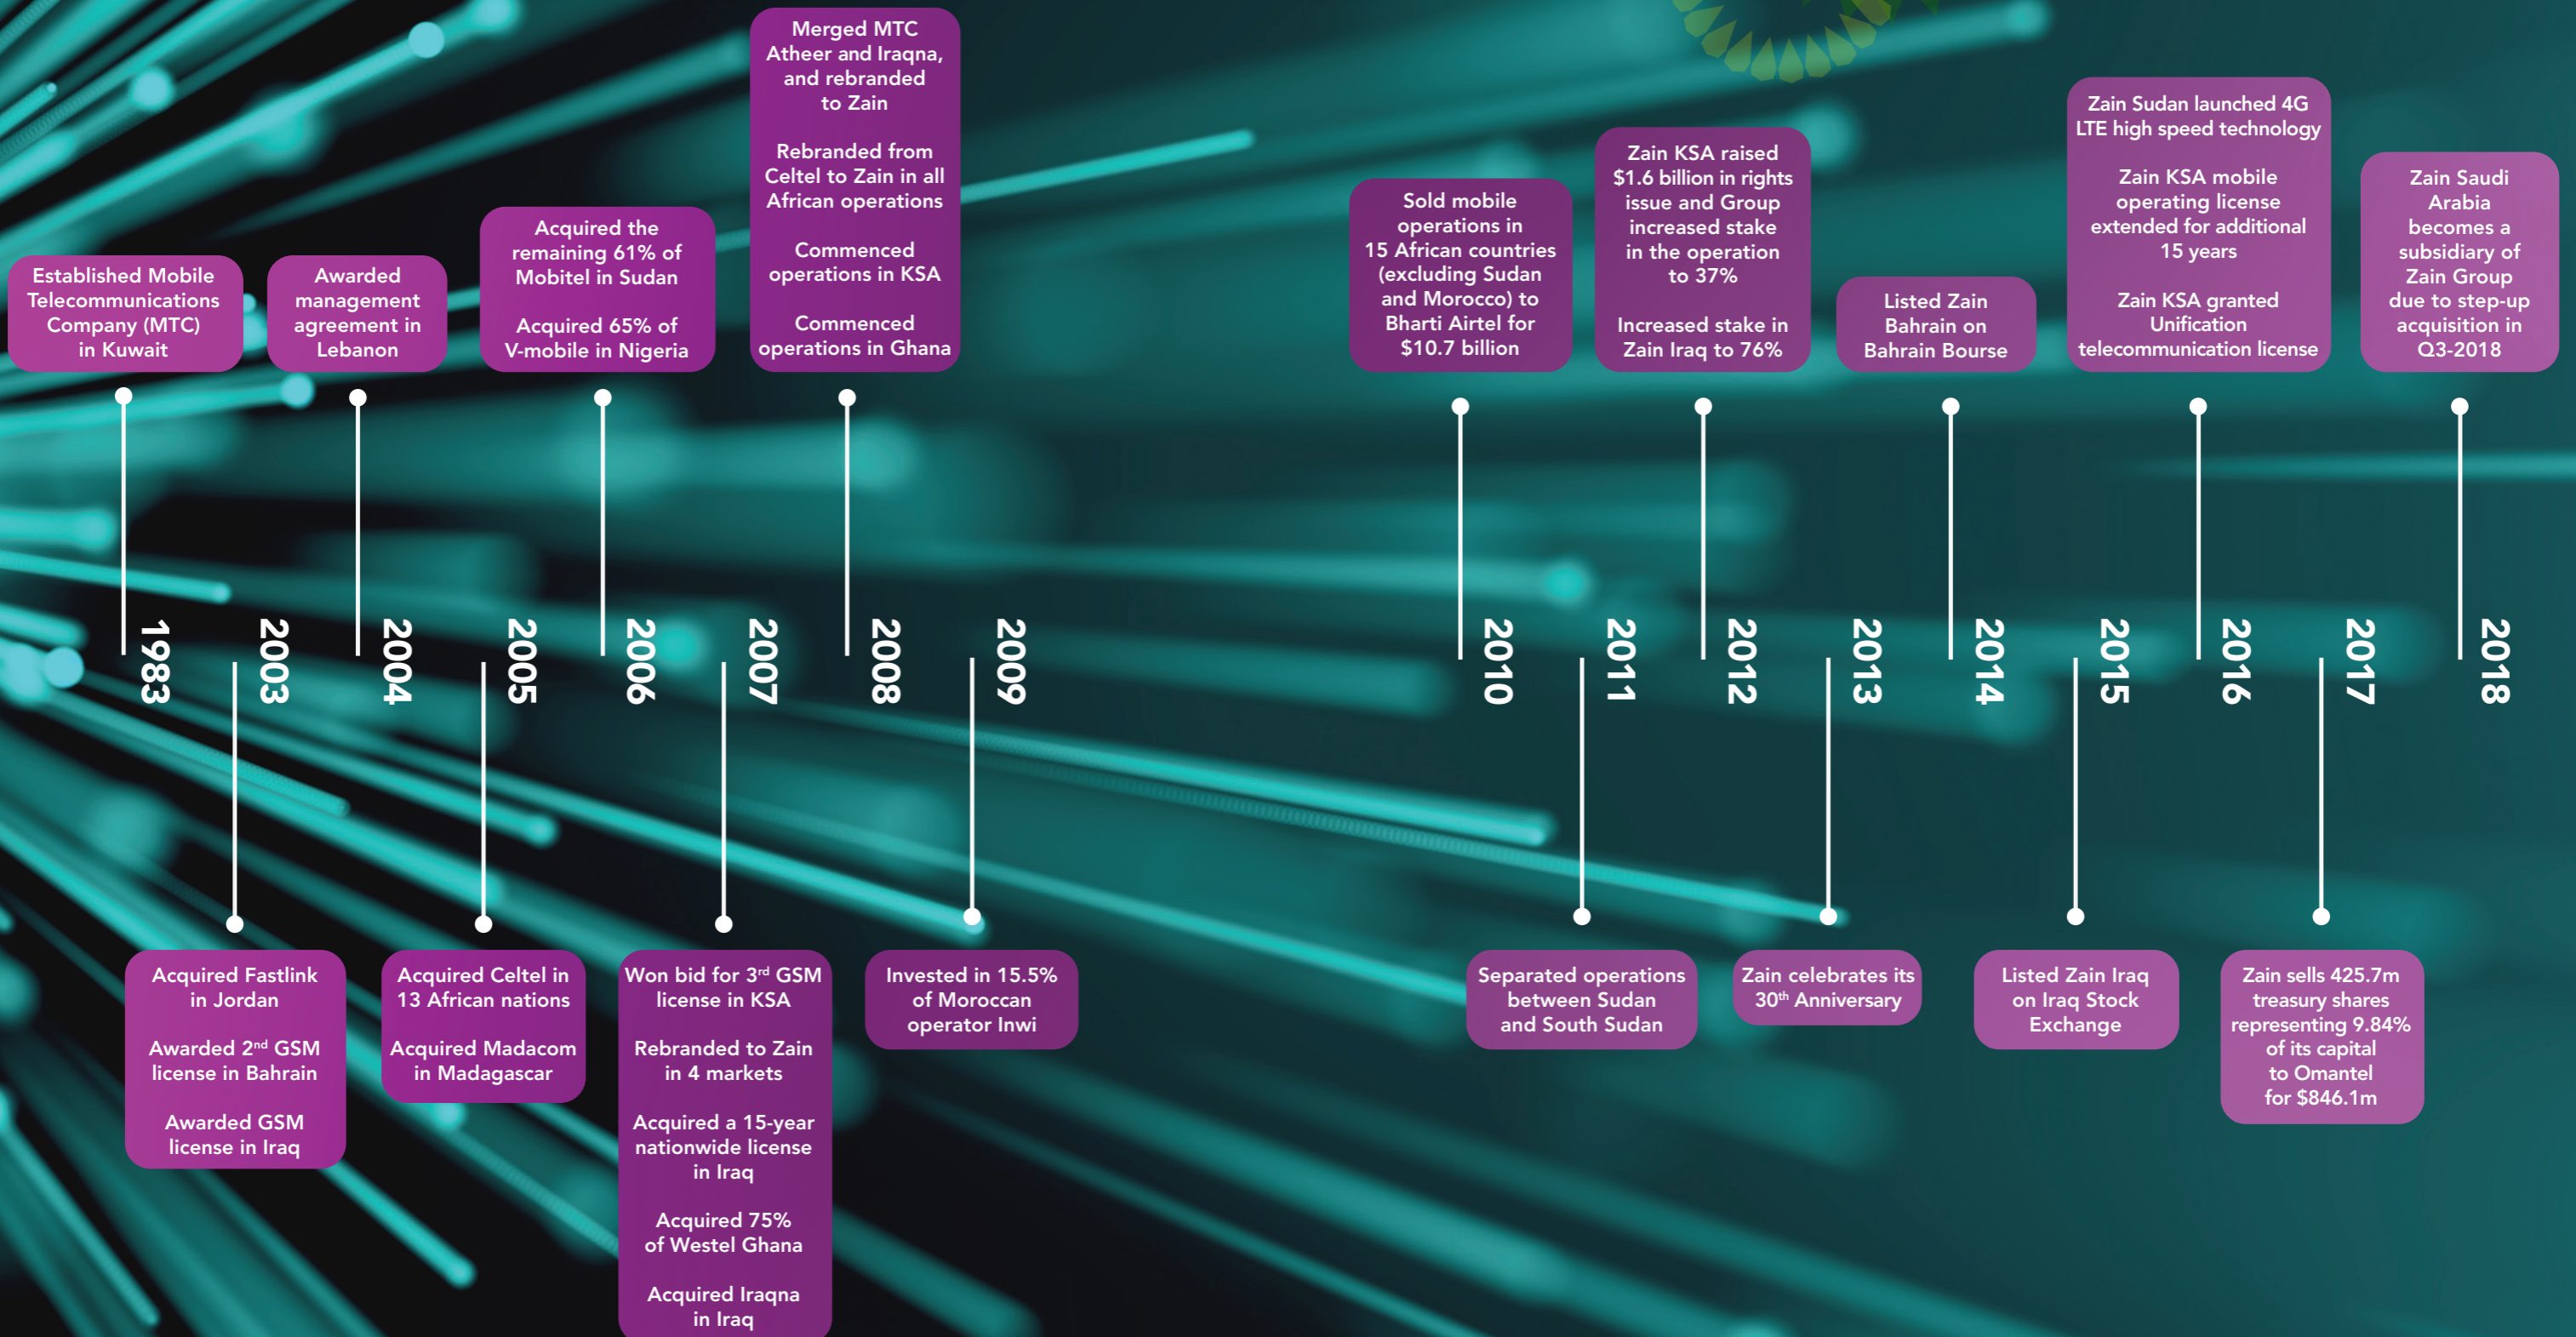 Established Mobile
Telecommunications
Company (MTC)
in Kuwait
1983
Acquired Fastlink
in Jordan
Awarded 2nd GSM
license in Bahrain
Awarded GSM
license in Iraq
2003
Awarded
management
agreement in
Lebanon
2004
Acquired Celtel in
13 African nations
Acquired Madacom
in Madagascar
2005
Acquired the
remaining 61% of
Mobitel in Sudan
Acquired 65% of
V-mobile in Nigeria
2006
Won bid for 3rd GSM
license in KSA
Rebranded to Zain
in 4 markets
Acquired a 15-year
nationwide license
in Iraq
Acquired 75%
of Westel Ghana
Acquired Iraqna
in Iraq
2007
Merged MTC
Atheer and Iraqna,
and rebranded
to Zain
Rebranded from
Celtel to Zain in all
African operations
Commenced
operations in KSA
Commenced
operations in Ghana
2008
Invested in 15.5%
of Moroccan
operator Inwi
2009
Sold mobile
operations in
15 African countries
(excluding Sudan
and Morocco) to
Bharti Airtel for
$10.7 billion
2010
Separated operations
between Sudan
and South Sudan
2011
Zain KSA raised
$1.6 billion in rights
issue and Group
increased stake
in the operation
to 37%
Increased stake in
Zain Iraq to 76%
2012
Zain celebrates its
30th Anniversary
2013
Listed Zain
Bahrain on
Bahrain Bourse
2014
Listed Zain Iraq
on Iraq Stock
Exchange
2015
Zain Sudan launched 4G
LTE high speed technology
Zain KSA mobile
operating license
extended for additional
15 years
Zain KSA granted
Unification
telecommunication license
2016
Zain sells 425.7m
treasury shares
representing 9.84%
of its capital
to Omantel
for $846.1m
2017
Zain Saudi
Arabia
becomes a
subsidiary of
Zain Group
due to step-up
acquisition in
Q3-2018
2018